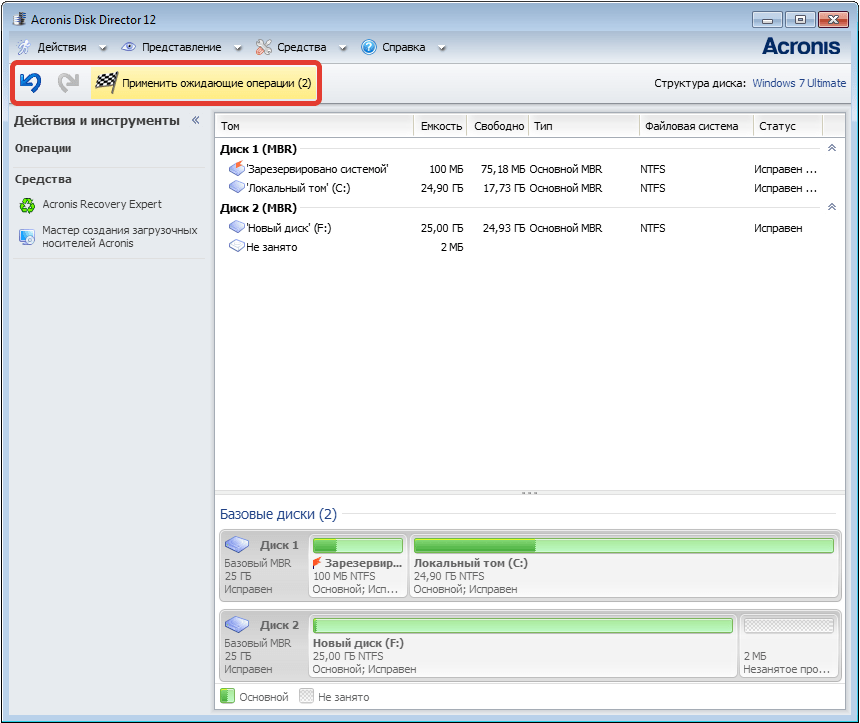 Acronis Disk Director 12
Действия Представление Средства Справка Acronis
Применить ожидающие операции (2) Структура диска: Windows 7 Ultimate
Действия и инструменты «
Операции
Средства
Acronis Recovery Expert
Мастер создания загрузочных
носителей Acronis
Том Емкость Свободно Тип Файловая система Статус
Диск 1 (MBR)
'Зарезервировано системой' 100 МБ 75,18 МБ Основной MBR NTFS Исправен ...
'Локальный том' (C:) 24,90 ГБ 17,73 ГБ Основной MBR NTFS Исправен ...
Диск 2 (MBR)
'Новый диск' (F:) 25,00 ГБ 24,93 ГБ Основной MBR NTFS Исправен
Не занято 2 МБ
Базовые диски (2)
Диск 1
Базовый MBR
25 ГБ
Исправен
Зарезервир...
100 МБ NTFS
Основной; Исп...
Локальный том (C:)
24,90 ГБ NTFS
Основной; Исправен
Диск 2
Базовый MBR
25 ГБ
Исправен
Новый диск (F:)
25,00 ГБ NTFS
Основной; Исправен
2 МБ
Незанятое про...
Основной Не занято